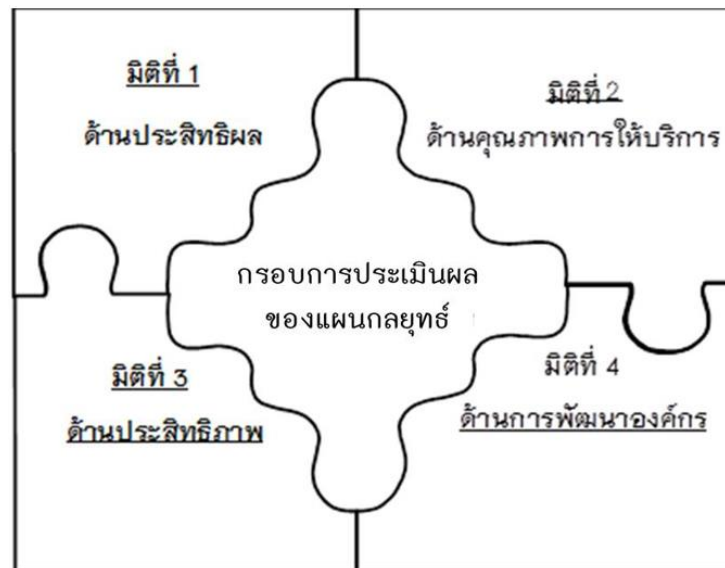 มิติที่ 1
ด้านประสิทธิผล
มิติที่ 2
ด้านคุณภาพการให้บริการ
กรอบการประเมินผล
ของแผนกลยุทธ์
มิติที่ 3
ด้านประสิทธิภาพ
มิติที่ 4
ด้านการพัฒนาองค์กร